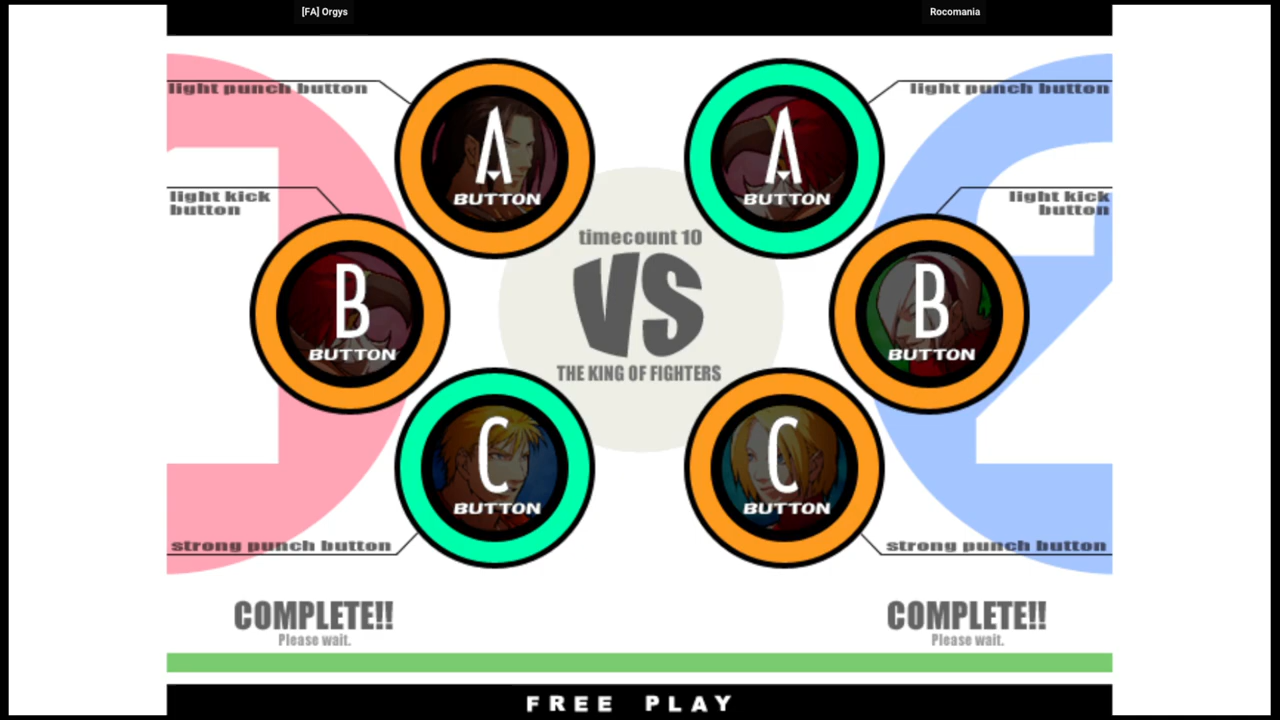 [FA] Orgys
Rocomania
light punch button
light punch button
A
BUTTON
A
BUTTON
light kick
button
light kick
button
B
BUTTON
B
BUTTON
timecount 10
VS
THE KING OF FIGHTERS
C
BUTTON
C
BUTTON
strong punch button
strong punch button
COMPLETE!!
Please wait.
COMPLETE!!
Please wait.
FREE PLAY